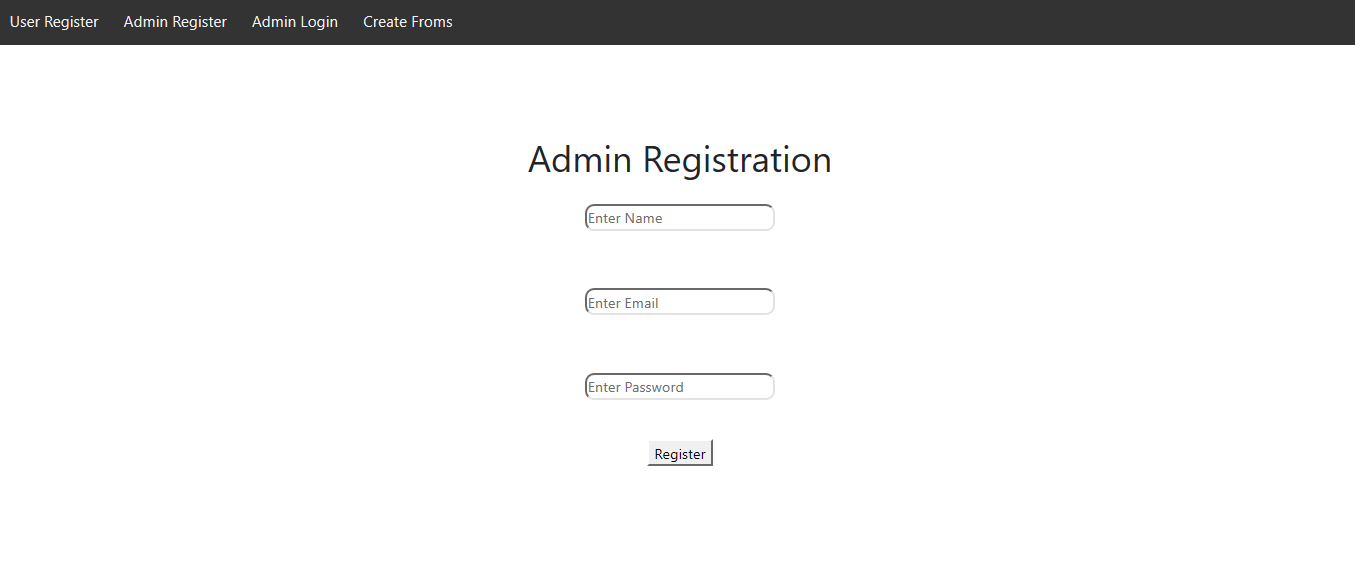 User Register Admin Register Admin Login Create Froms
Admin Registration
Enter Name
Enter Email
Enter Password
Register